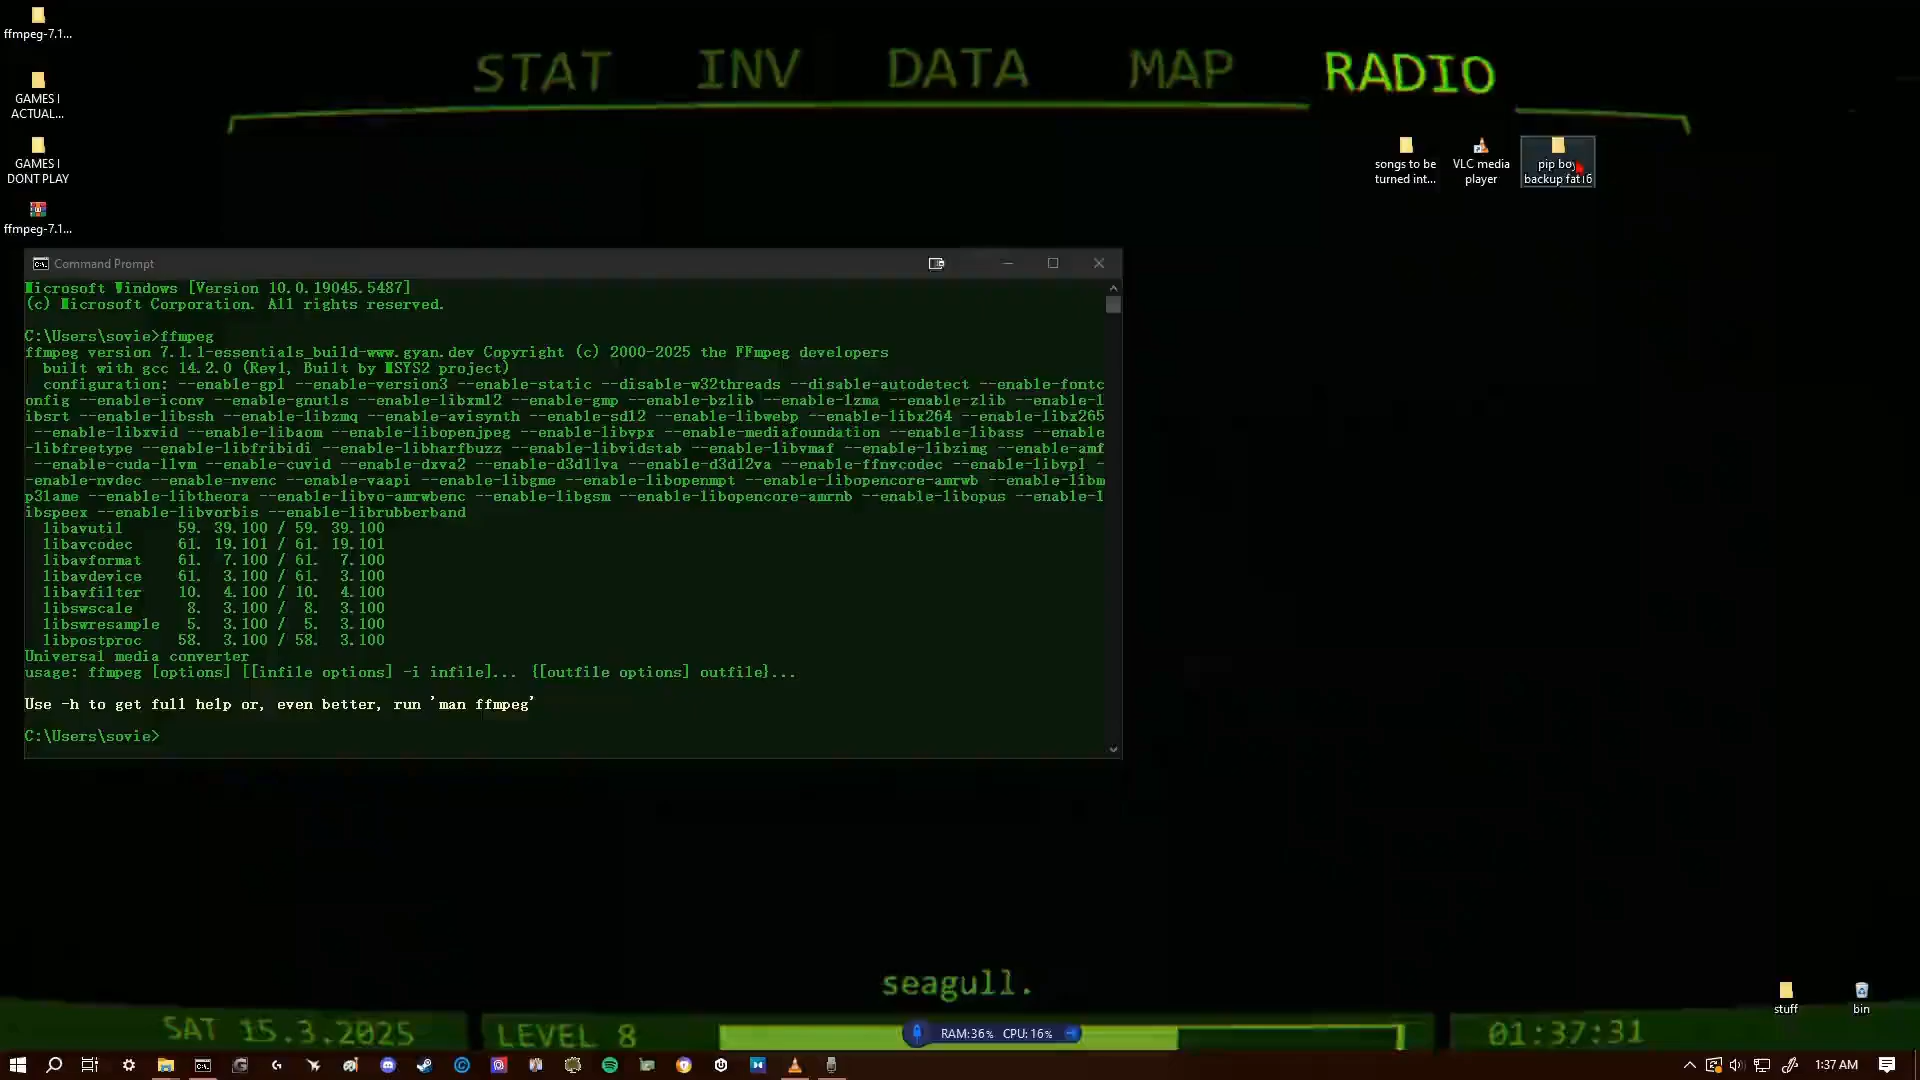 ffmpeg-7.1...
GAMES I
ACTUAL...
GAMES I
DONT PLAY
ffmpeg-7.1...
STAT INV DATA MAP RADIO
songs to be
turned int...
VLC media
player
pip boy
backup fat16
Command Prompt
Microsoft Windows [Version 10.0.19045.5487]
(c) Microsoft Corporation. All rights reserved.
C:\Users\sovie>ffmpeg
ffmpeg version 7.1.1-essentials_build-www.gyan.dev Copyright (c) 2000-2025 the FFmpeg developers
built with gcc 14.2.0 (Rev1, Built by MSYS2 project)
configuration: --enable-gpl --enable-version3 --enable-static --disable-w32threads --disable-autodetect --enable-fontc
onfig --enable-iconv --enable-gnutls --enable-libxml2 --enable-gmp --enable-bzlib --enable-lzma --enable-zlib --enable-l
ibsrt --enable-libssh --enable-libzmq --enable-avisynth --enable-sdl2 --enable-libwebp --enable-libx264 --enable-libx265
--enable-libxvid --enable-libaom --enable-libopenjpeg --enable-libvpx --enable-mediafoundation --enable-libass --enable
-libfreetype --enable-libfribidi --enable-libharfbuzz --enable-libvidstab --enable-libvmaf --enable-libzimg --enable-amf
--enable-cuda-llvm --enable-cuvid --enable-dxva2 --enable-d3d11va --enable-d3d12va --enable-ffnvcodec --enable-libvpl -
-enable-nvdec --enable-nvenc --enable-vaapi --enable-libgme --enable-libopenmpt --enable-libopencore-amrwb --enable-libm
p3lame --enable-libtheora --enable-libvo-amrwbenc --enable-libgsm --enable-libopencore-amrnb --enable-libopus --enable-l
ibspeex --enable-libvorbis --enable-librubberband
libavutil 59. 39.100 / 59. 39.100
libavcodec 61. 19.101 / 61. 19.101
libavformat 61. 7.100 / 61. 7.100
libavdevice 61. 3.100 / 61. 3.100
libavfilter 10. 4.100 / 10. 4.100
libswscale 8. 3.100 / 8. 3.100
libswresample 5. 3.100 / 5. 3.100
libpostproc 58. 3.100 / 58. 3.100
Universal media converter
usage: ffmpeg [options] [[infile options] -i infile]... {[outfile options] outfile}...
Use -h to get full help or, even better, run 'man ffmpeg'
C:\Users\sovie>
seagull.
stuff
bin
SAT 15.3.2025 LEVEL 8 RAM:36% CPU:16% 01:37:31
1:37 AM